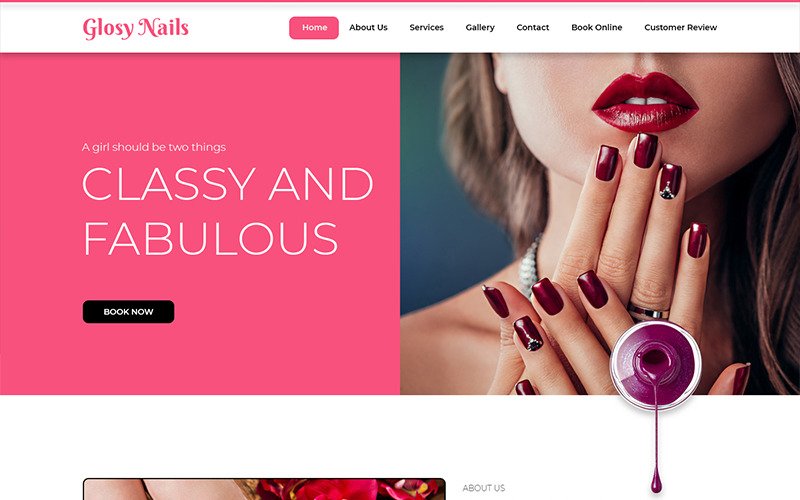 Glosy Nails
Home About Us Services Gallery Contact Book Online Customer Review
A girl should be two things
CLASSY AND
FABULOUS
BOOK NOW
ABOUT US